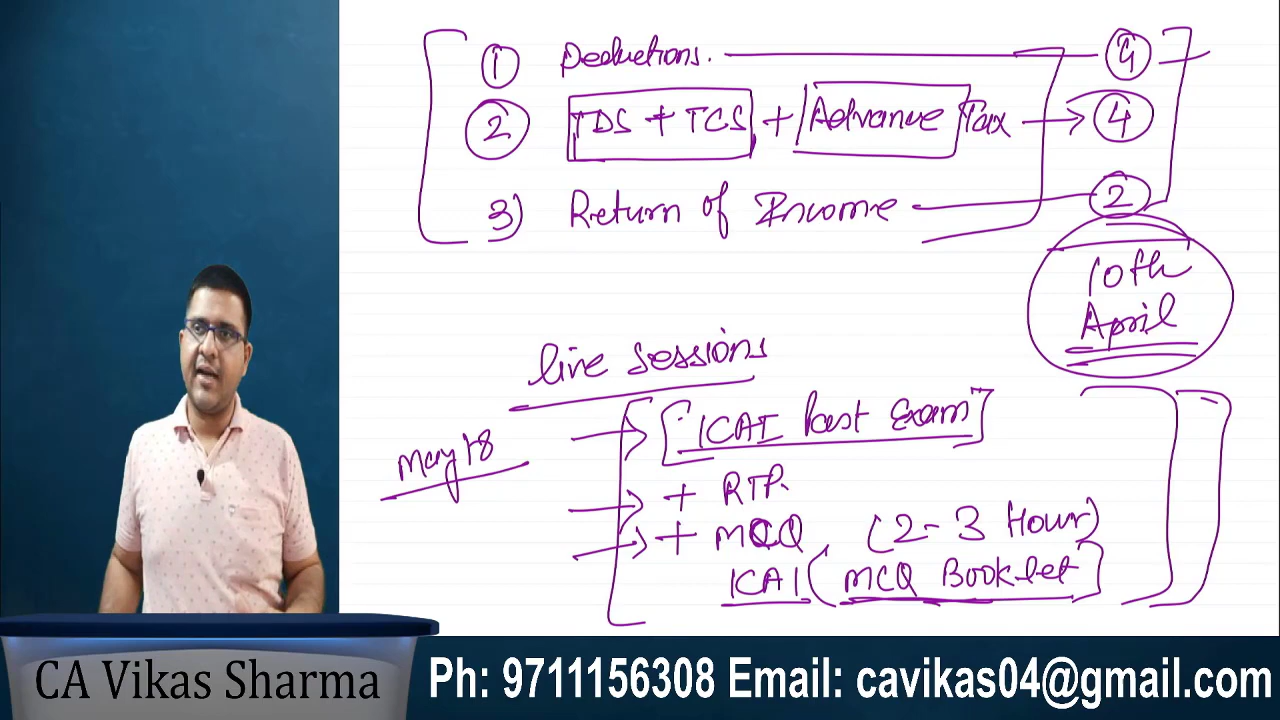 ① Deductions. 4
② TDS + TCS + Advance Tax → 4
3) Return of Income 2
10th
April
live sessions
ICAI past Exam
May 18
+ RTP.
+ MCQ (2-3 Hour)
ICAI (MCQ Booklet)
CA Vikas Sharma
Ph: 9711156308 Email: cavikas04@gmail.com